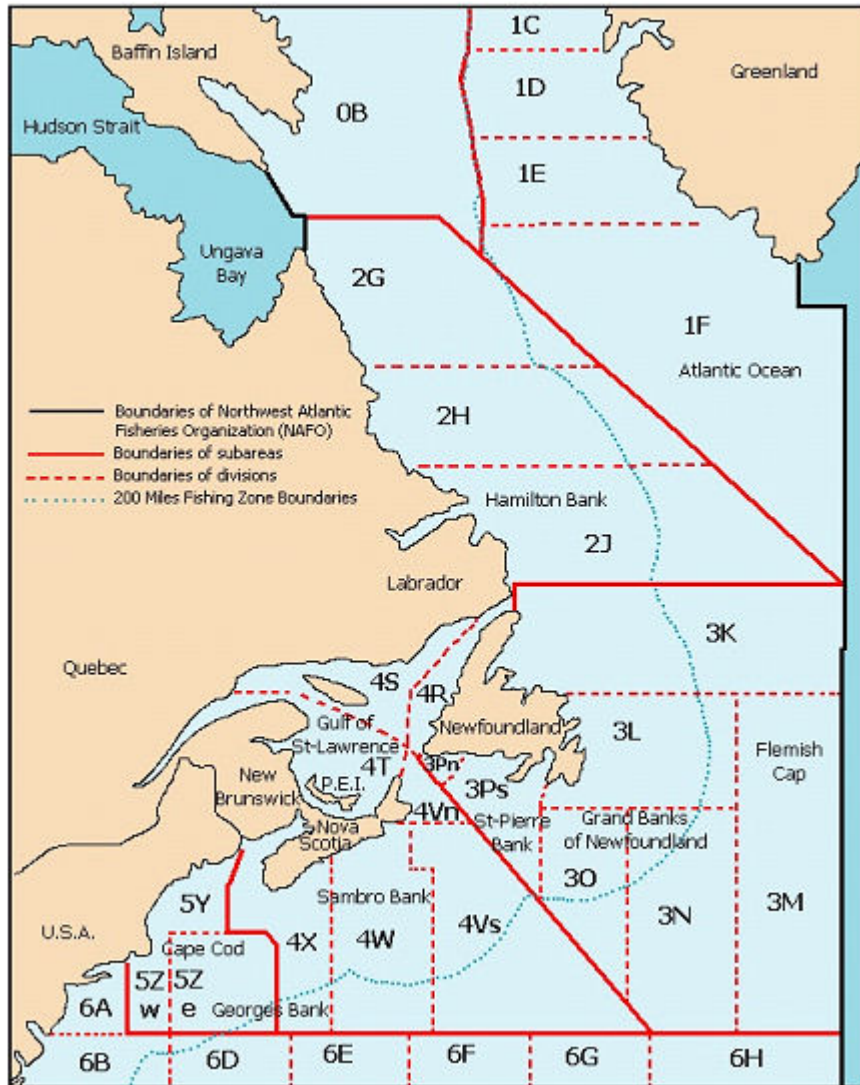 1C
Baffin Island
Greenland
1D
0B
Hudson Strait
1E
Ungava
Bay
2G
1F
Atlantic Ocean
Boundaries of Northwest Atlantic
Fisheries Organization (NAFO)
Boundaries of subareas
Boundaries of divisions
200 Miles Fishing Zone Boundaries
2H
Hamilton Bank
2J
Labrador
3K
Quebec
4S
4R
Gulf of
St-Lawrence
Newfoundland
3L
Flemish
Cap
4T
3Pn
New
Brunswick
P.E.I.
3Ps
4Vn
St-Pierre
Bank
Grand Banks
of Newfoundland
Nova
Scotia
3O
Sambro Bank
5Y
3N
3M
U.S.A.
Cape Cod
4X
4W
4Vs
5Z
w
5Z
e
Georges Bank
6A
6B
6D
6E
6F
6G
6H